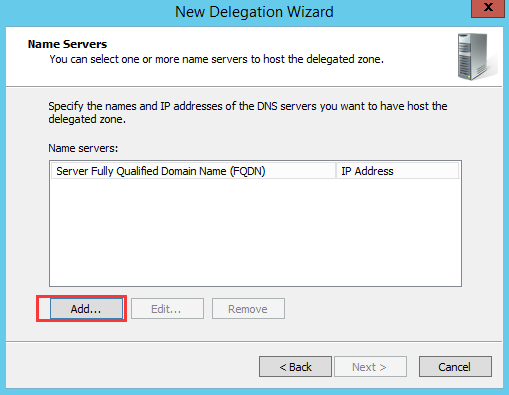 New Delegation Wizard
x
Name Servers
You can select one or more name servers to host the delegated zone.
Specify the names and IP addresses of the DNS servers you want to have host the
delegated zone.
Name servers:
Server Fully Qualified Domain Name (FQDN) IP Address
Add... Edit... Remove
< Back Next > Cancel